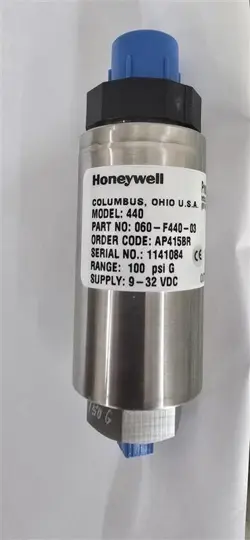 Honeywell
COLUMBUS, OHIO U.S.A.
MODEL: 440
PART NO: 060-F440-03
ORDER CODE: AP415BR
SERIAL NO.: 1141084
CE
RANGE: 100 psi G
SUPPLY: 9-32 VDC